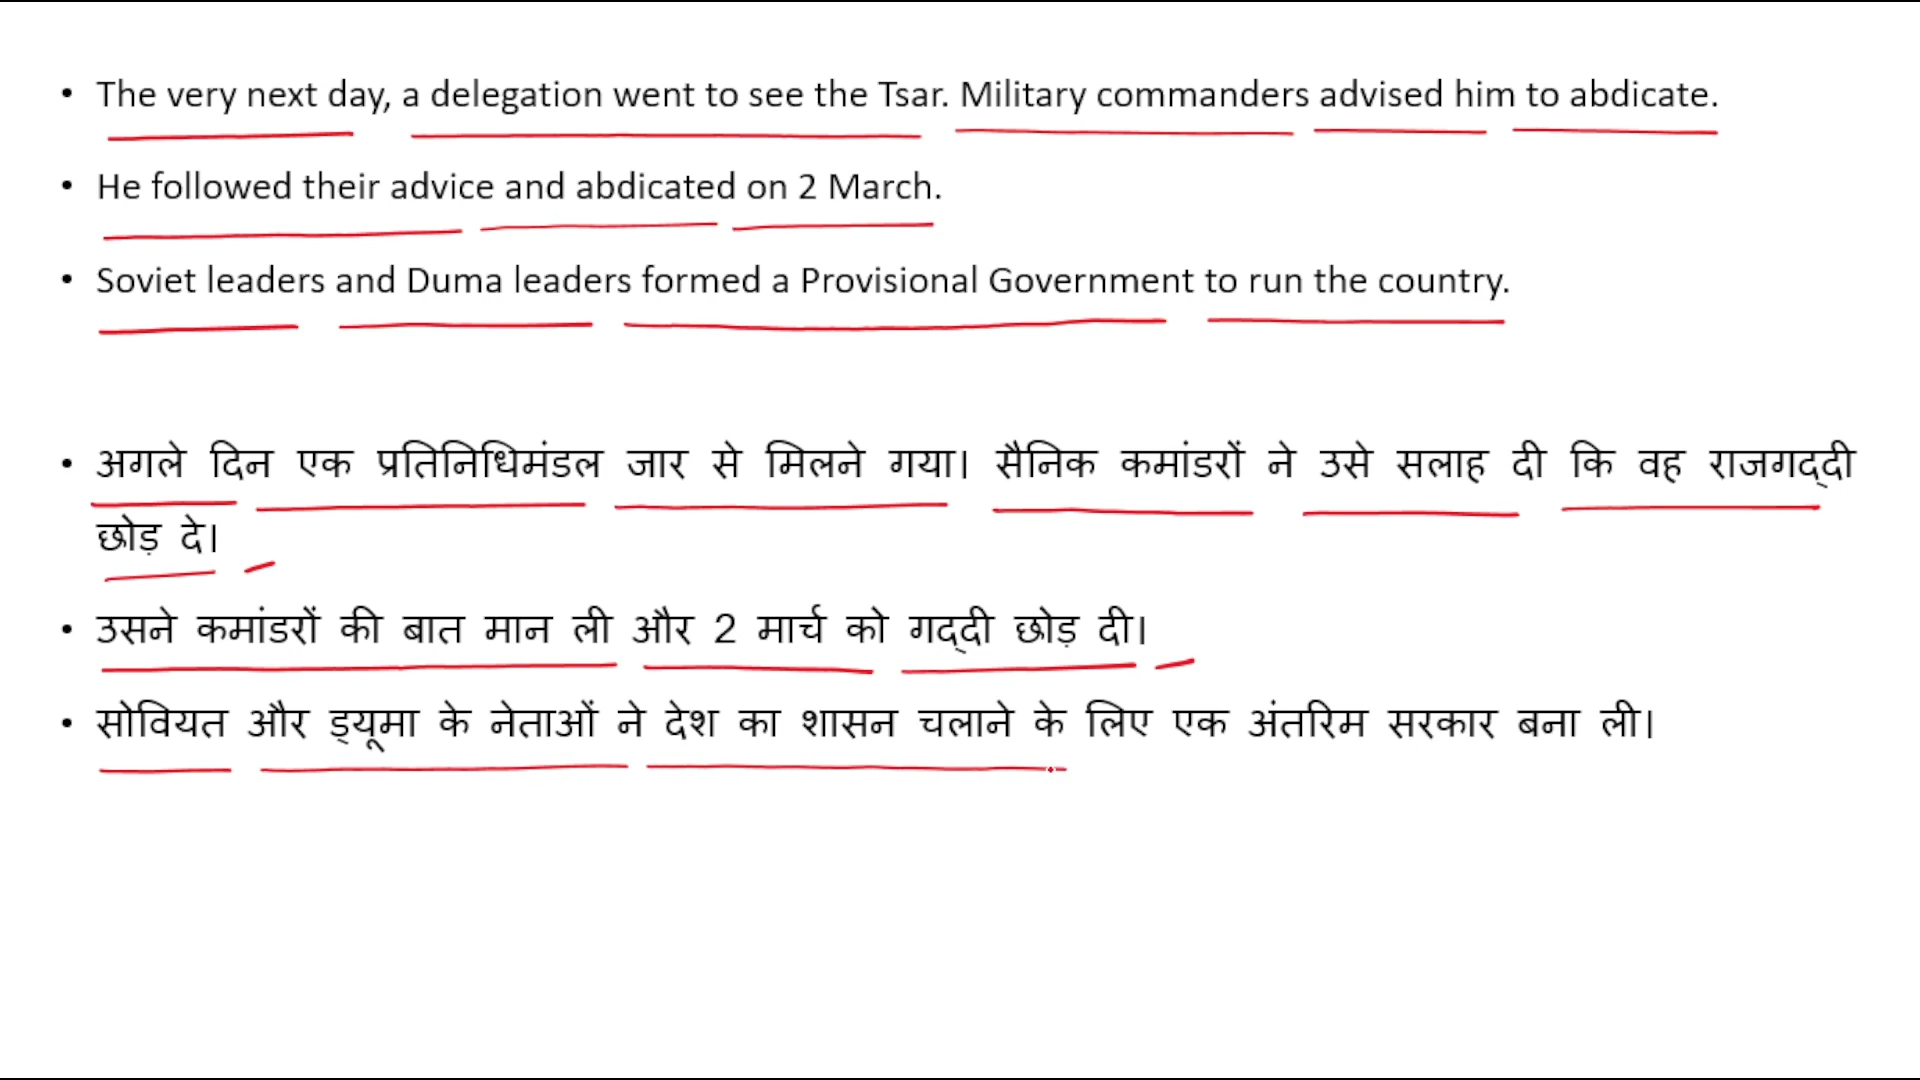 • The very next day, a delegation went to see the Tsar. Military commanders advised him to abdicate.
• He followed their advice and abdicated on 2 March.
• Soviet leaders and Duma leaders formed a Provisional Government to run the country.
• अगले दिन एक प्रतिनिधिमंडल जार से मिलने गया। सैनिक कमांडरों ने उसे सलाह दी कि वह राजगद्दी
छोड़ दे।
• उसने कमांडरों की बात मान ली और 2 मार्च को गद्दी छोड़ दी।
• सोवियत और ड्यूमा के नेताओं ने देश का शासन चलाने के लिए एक अंतरिम सरकार बना ली।